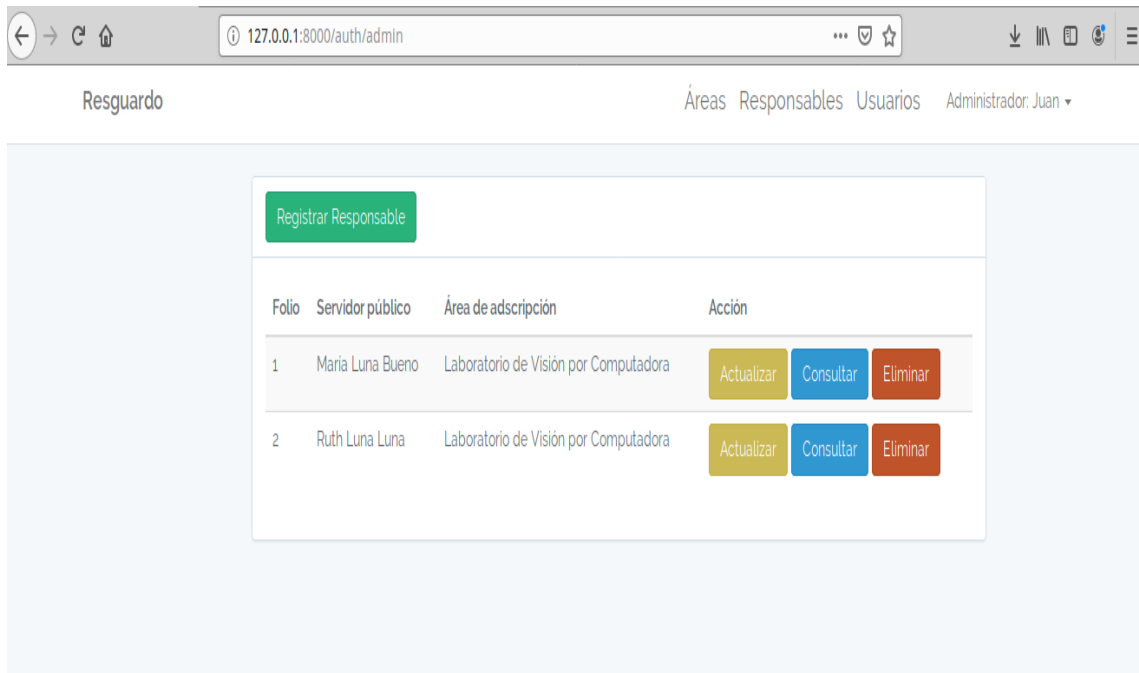 127.0.0.1:8000/auth/admin
Resguardo
Áreas Responsables Usuarios Administrador: Juan
Registrar Responsable
Folio Servidor público Área de adscripción Acción
1 Maria Luna Bueno Laboratorio de Visión por Computadora Actualizar Consultar Eliminar
2 Ruth Luna Luna Laboratorio de Visión por Computadora Actualizar Consultar Eliminar